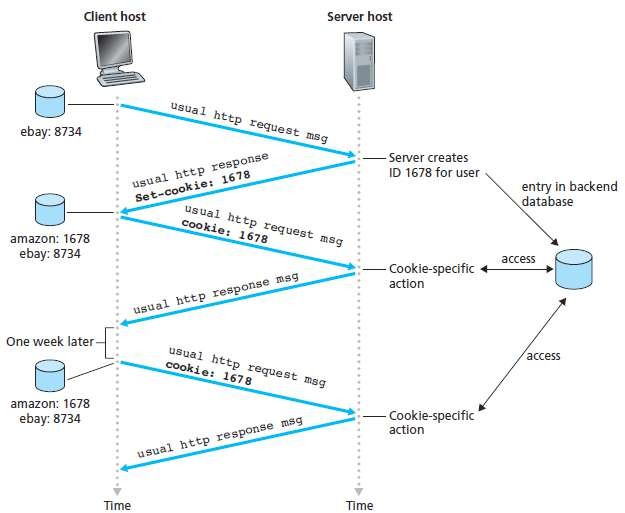 Client host
Server host
usual http request msg
ebay: 8734
usual http response
Set-cookie: 1678
Server creates
ID 1678 for user
entry in backend
database
usual http request msg
cookie: 1678
amazon: 1678
ebay: 8734
Cookie-specific
action
access
usual http response msg
One week later
usual http request msg
cookie: 1678
access
amazon: 1678
ebay: 8734
Cookie-specific
action
usual http response msg
Time
Time